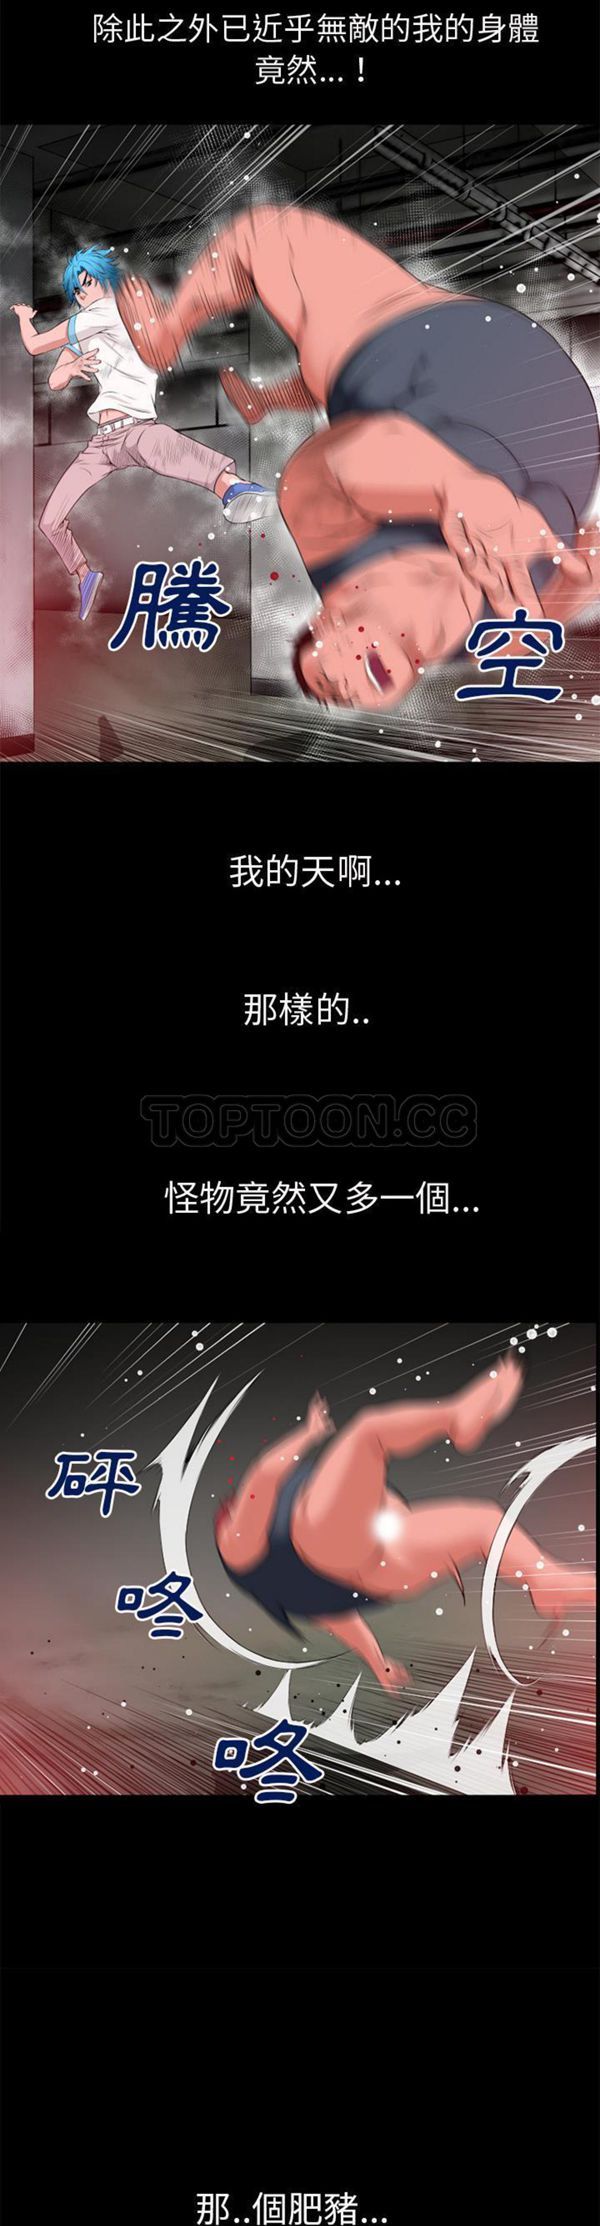 除此之外已近乎無敵的我的身體
竟然...！
騰
空
我的天啊...
那樣的..
TOPTOON.CC
怪物竟然又多一個...
砰
咚
咚
那..個肥豬...